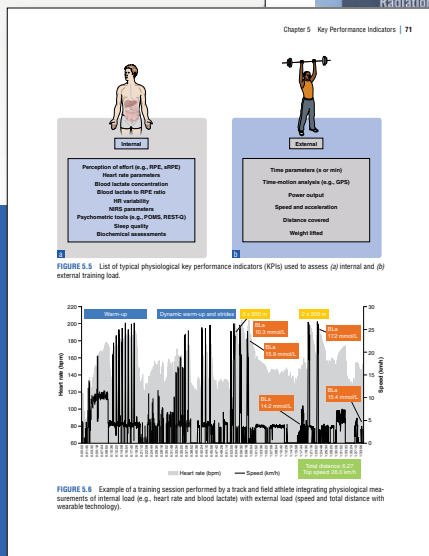 Radiation
Chapter 5 Key Performance Indicators | 71
Internal
External
Perception of effort (e.g., RPE, sRPE)
Heart rate parameters
Blood lactate concentration
Blood lactate to RPE ratio
HR variability
NIRS parameters
Psychometric tools (e.g., POMS, REST-Q)
Sleep quality
Biochemical assessments
a
Time parameters (s or min)
Time-motion analysis (e.g., GPS)
Power output
Speed and acceleration
Distance covered
Weight lifted
b
FIGURE 5.5 List of typical physiological key performance indicators (KPIs) used to assess (a) internal and (b)
external training load.
Warm-up
Dynamic warm-up and strides
2 x 200 m
BLa
10.3 mmol/L
BLa
15.9 mmol/L
BLa
17.2 mmol/L
BLa
14.2 mmol/L
BLa
15.4 mmol/L
Heart rate (bpm)
220
200
180
160
140
120
100
80
60
Speed (km/h)
30
25
20
15
10
5
0
Heart rate (bpm)
Speed (km/h)
Total distance: 6.27
Top speed: 28.0 km/h
FIGURE 5.6 Example of a training session performed by a track and field athlete integrating physiological mea-
surements of internal load (e.g., heart rate and blood lactate) with external load (speed and total distance with
wearable technology).